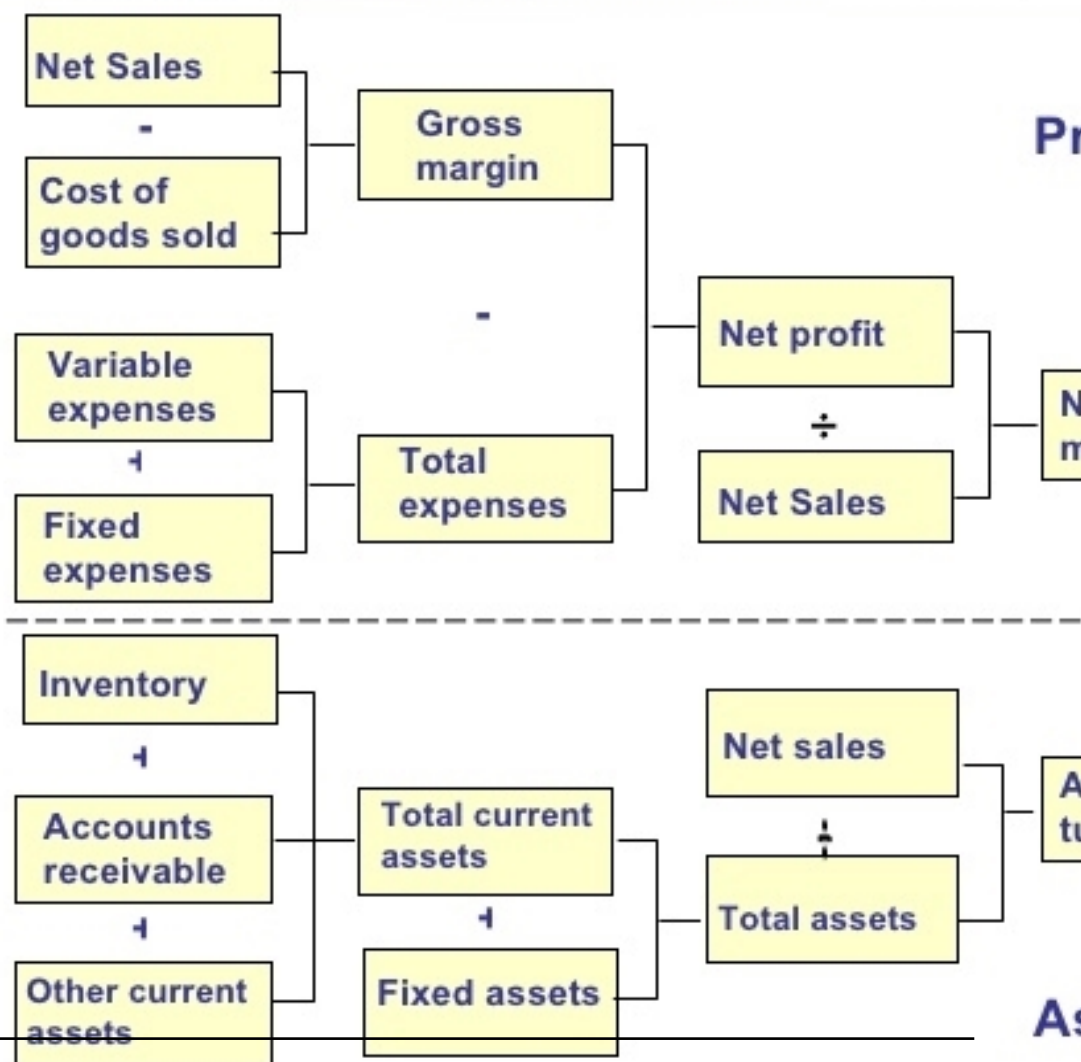 Net Sales
-
Cost of
goods sold
Gross
margin
Pr
-
Variable
expenses
+
Fixed
expenses
Total
expenses
Net profit
÷
Net Sales
N
m
Inventory
+
Accounts
receivable
+
Other current
assets
Total current
assets
+
Fixed assets
Net sales
÷
Total assets
A
tu
As